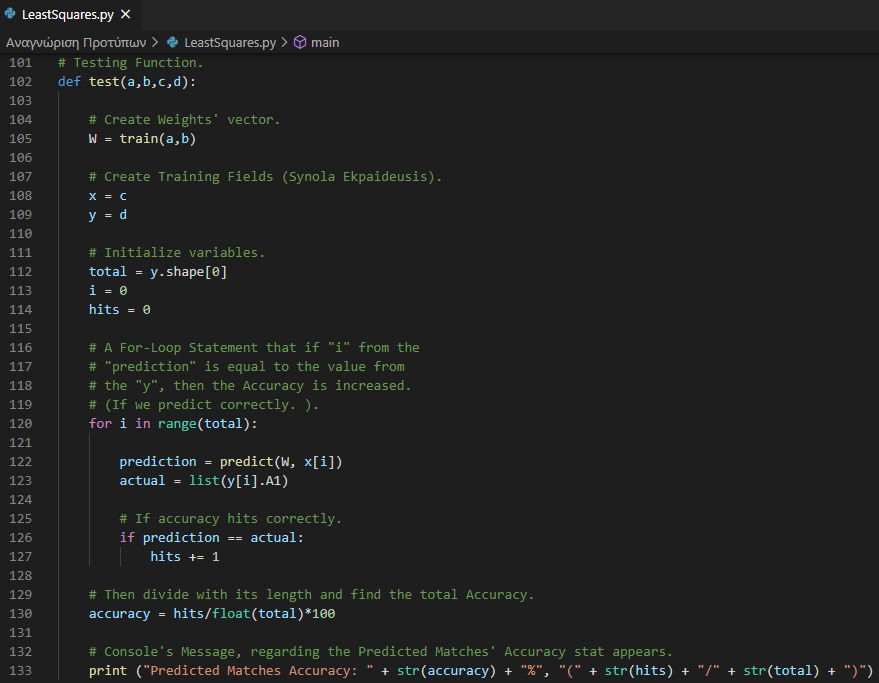 LeastSquares.py
Αναγνώριση Προτύπων > LeastSquares.py > main
101 # Testing Function.
102 def test(a,b,c,d):
103
104 # Create Weights' vector.
105 W = train(a,b)
106
107 # Create Training Fields (Synola Ekpaideusis).
108 x = c
109 y = d
110
111 # Initialize variables.
112 total = y.shape[0]
113 i = 0
114 hits = 0
115
116 # A For-Loop Statement that if "i" from the
117 # "prediction" is equal to the value from
118 # the "y", then the Accuracy is increased.
119 # (If we predict correctly. ).
120 for i in range(total):
121
122 prediction = predict(W, x[i])
123 actual = list(y[i].A1)
124
125 # If accuracy hits correctly.
126 if prediction == actual:
127 hits += 1
128
129 # Then divide with its length and find the total Accuracy.
130 accuracy = hits/float(total)*100
131
132 # Console's Message, regarding the Predicted Matches' Accuracy stat appears.
133 print ("Predicted Matches Accuracy: " + str(accuracy) + "%", "(" + str(hits) + "/" + str(total) + ")")